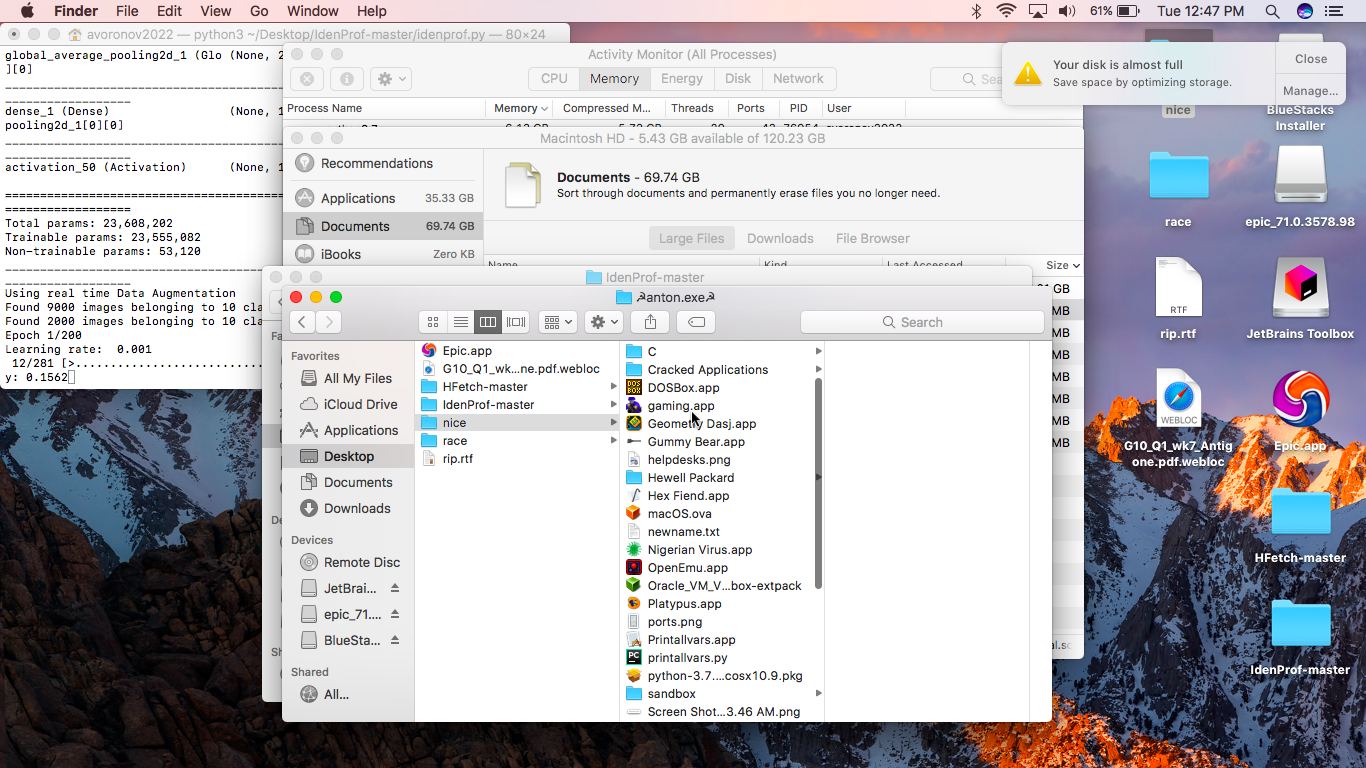 Finder File Edit View Go Window Help 61% Tue 12:47 PM
avoronov2022 — python3 ~/Desktop/IdenProf-master/idenprof.py — 80×24
global_average_pooling2d_1 (Glo (None, 2
][0]
dense_1 (Dense) (None, 1
pooling2d_1[0][0]
activation_50 (Activation) (None, 1
Total params: 23,608,202
Trainable params: 23,555,082
Non-trainable params: 53,120
Using real time Data Augmentation
Found 9000 images belonging to 10 cla
Found 2000 images belonging to 10 cla
Epoch 1/200
Learning rate: 0.001
12/281 [>..............................
y: 0.1562
Activity Monitor (All Processes)
CPU Memory Energy Disk Network
Process Name Memory Compressed M... Threads Ports PID User
Your disk is almost full
Save space by optimizing storage.
Close
Manage...
Macintosh HD - 5.43 GB available of 120.23 GB
Recommendations
Applications 35.33 GB
Documents 69.74 GB
iBooks Zero KB
Documents - 69.74 GB
Sort through documents and permanently erase files you no longer need.
Large Files Downloads File Browser
Name Kind Last Accessed Size
GB
MB
MB
MB
MB
MB
MB
MB
IdenProf-master
☭anton.exe☭
Search
Favorites
All My Files
iCloud Drive
Applications
Desktop
Documents
Downloads
Devices
Remote Disc
JetBrai...
epic_71....
BlueSta...
Shared
All...
Epic.app
G10_Q1_wk...ne.pdf.webloc
HFetch-master
IdenProf-master
nice
race
rip.rtf
C
Cracked Applications
DOSBox.app
gaming.app
Geometry Dasj.app
Gummy Bear.app
helpdesks.png
Hewell Packard
Hex Fiend.app
macOS.ova
newname.txt
Nigerian Virus.app
OpenEmu.app
Oracle_VM_V...box-extpack
Platypus.app
ports.png
Printallvars.app
printallvars.py
python-3.7....cosx10.9.pkg
sandbox
Screen Shot...3.46 AM.png
nice
BlueStacks
Installer
race
epic_71.0.3578.98
RTF
rip.rtf
JetBrains Toolbox
WEBLOC
G10_Q1_wk7_Antig
one.pdf.webloc
Epic.app
HFetch-master
IdenProf-master